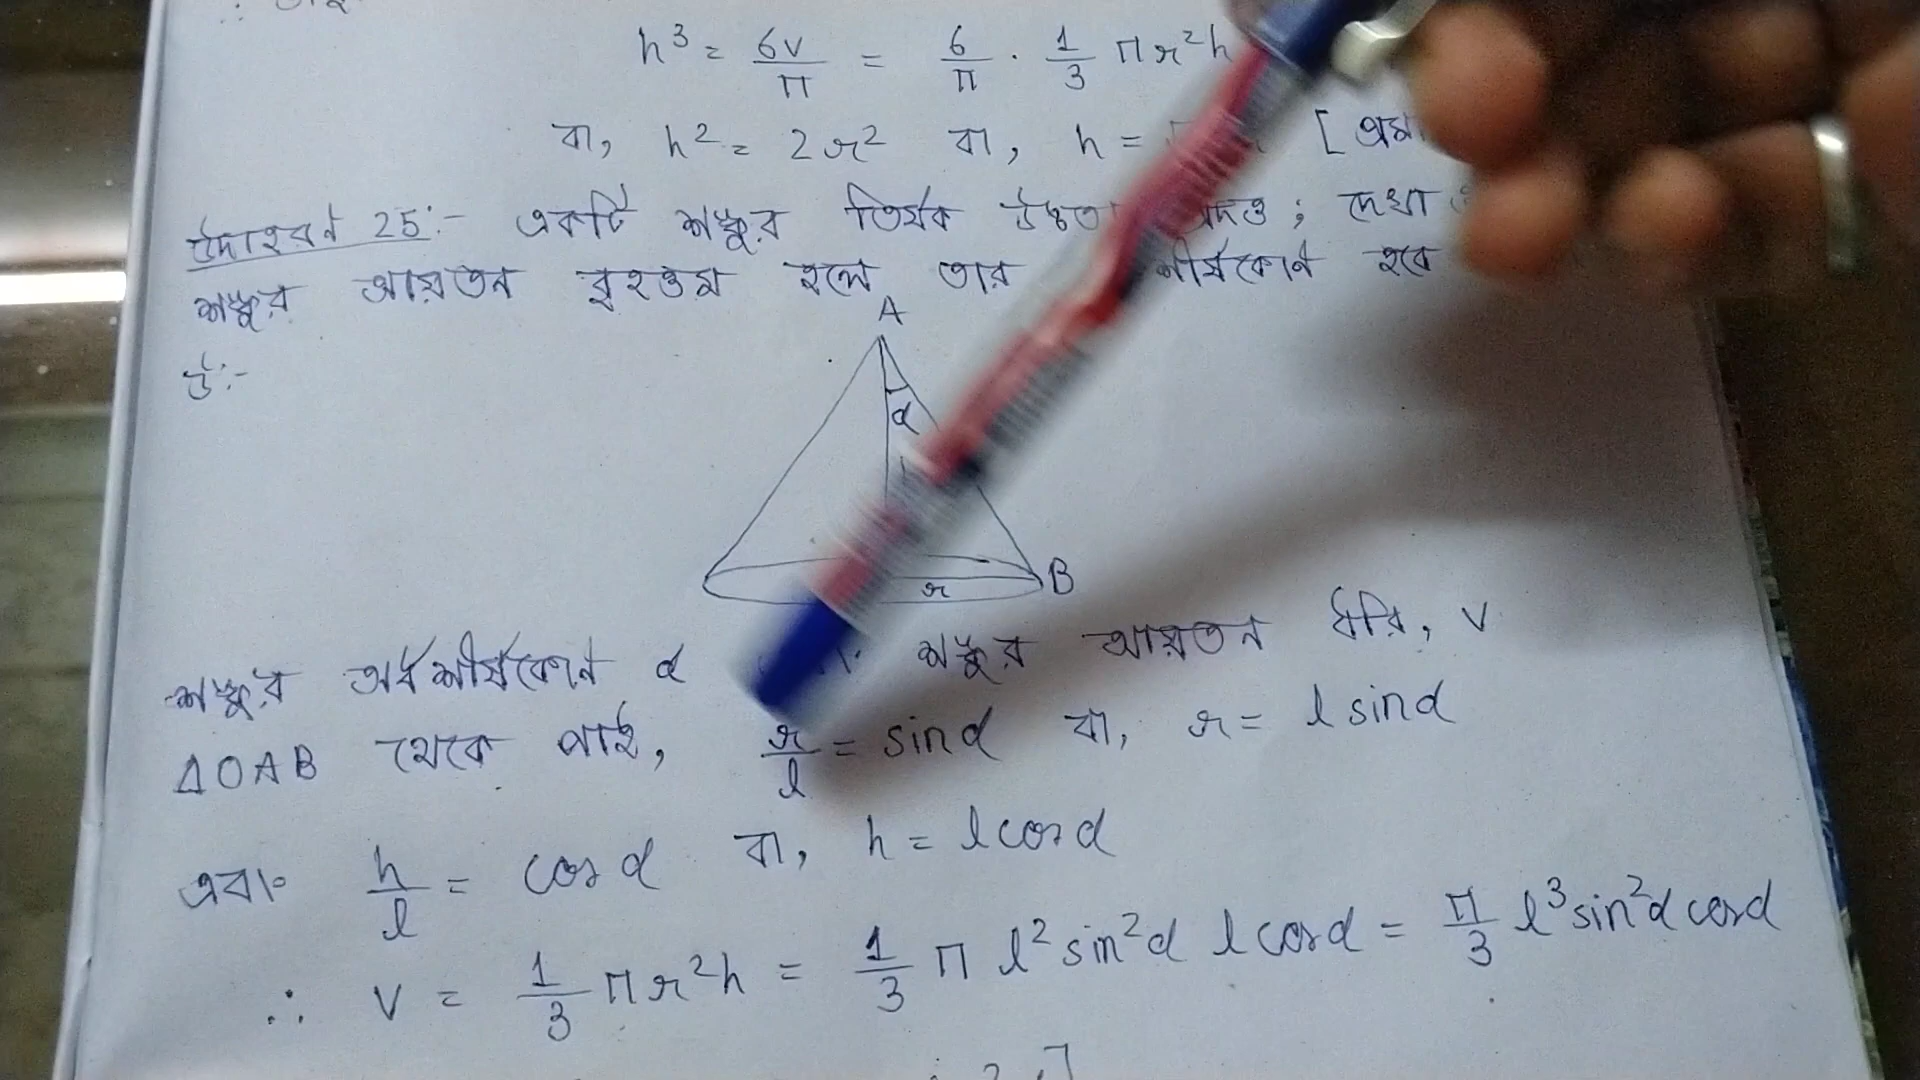 h³ = 6v/π = 6/π · 1/3 πr²h
বা, h² = 2r² বা, h =
উদাহরণ 25:- একটি শঙ্কুর তির্যক ; দেখা
শঙ্কুর আয়তন বৃহত্তম হলে তার শীর্ষকোণ হবে
A
উ:-
α
r B
শঙ্কুর অর্ধশীর্ষকোণ α শঙ্কুর আয়তন ধরি, v
ΔOAB থেকে পাই, r/l = sinα বা, r = l sinα
এবং h/l = cosα বা, h = l cosα
∴ v = 1/3 πr²h = 1/3 π l² sin²α l cosα = π/3 l³ sin²α cosα